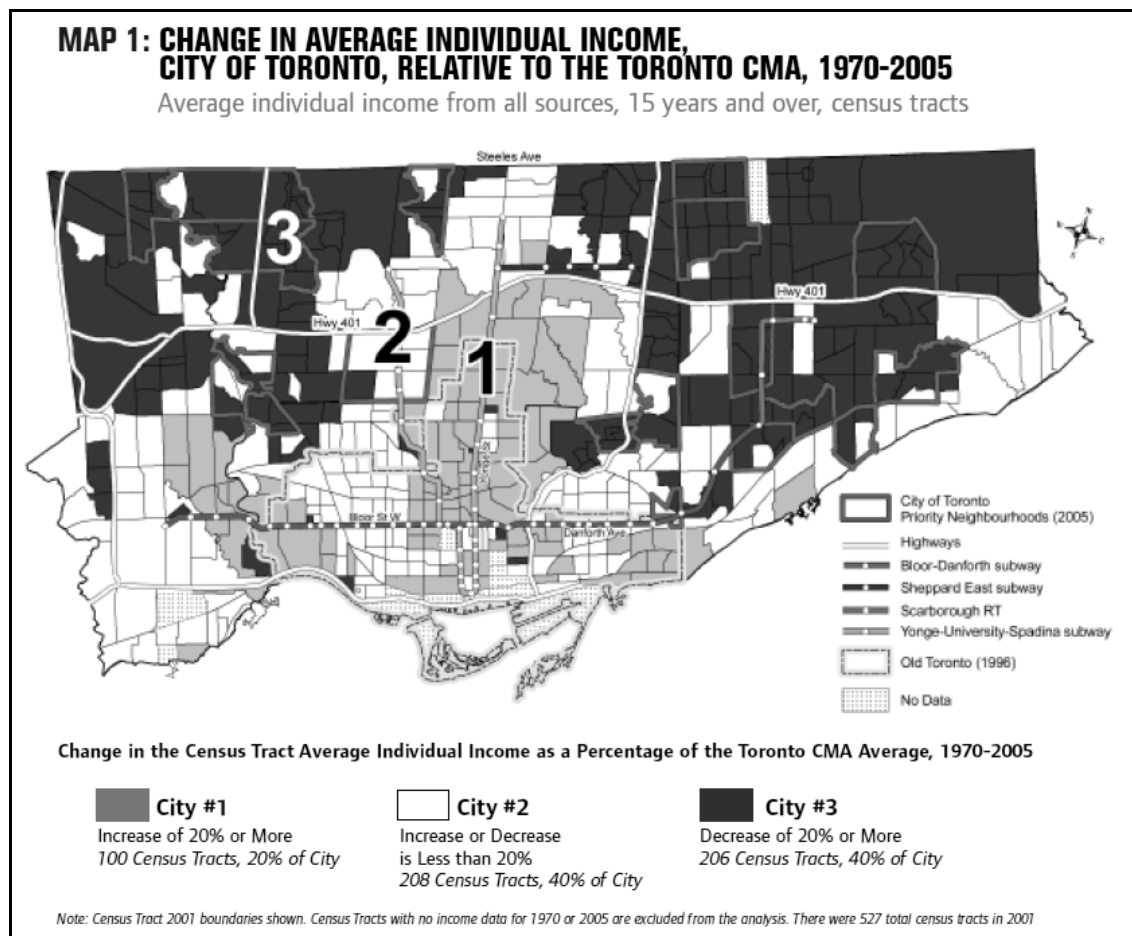 MAP 1: CHANGE IN AVERAGE INDIVIDUAL INCOME,
CITY OF TORONTO, RELATIVE TO THE TORONTO CMA, 1970-2005
Average individual income from all sources, 15 years and over, census tracts
Steeles Ave
3
N
E
S
Hwy 401
Hwy 401
2
1
Yonge St
Bloor St W
Danforth Ave
City of Toronto
Priority Neighbourhoods (2005)
Highways
Bloor-Danforth subway
Sheppard East subway
Scarborough RT
Yonge-University-Spadina subway
Old Toronto (1996)
No Data
Change in the Census Tract Average Individual Income as a Percentage of the Toronto CMA Average, 1970-2005
City #1
Increase of 20% or More
100 Census Tracts, 20% of City
City #2
Increase or Decrease
is Less than 20%
208 Census Tracts, 40% of City
City #3
Decrease of 20% or More
206 Census Tracts, 40% of City
Note: Census Tract 2001 boundaries shown. Census Tracts with no income data for 1970 or 2005 are excluded from the analysis. There were 527 total census tracts in 2001